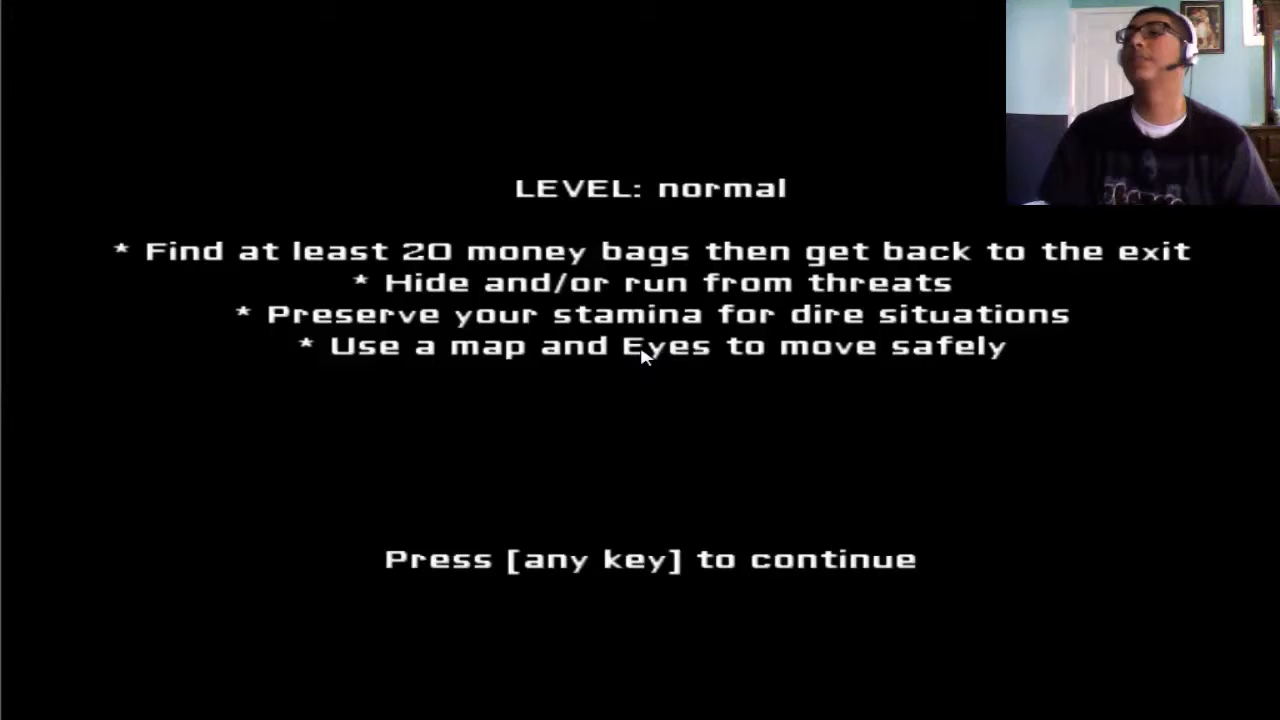 LEVEL: normal
* Find at least 20 money bags then get back to the exit
* Hide and/or run from threats
* Preserve your stamina for dire situations
* Use a map and Eyes to move safely
Press [any key] to continue